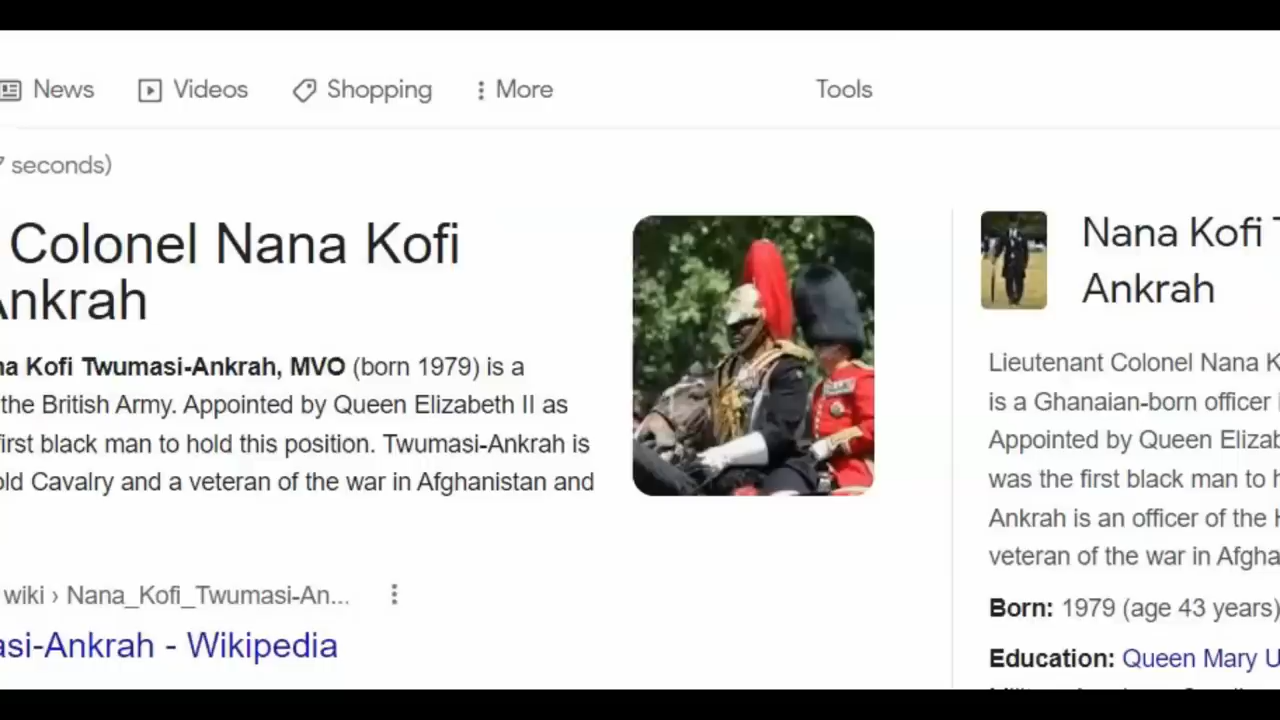 News Videos Shopping More Tools
7 seconds)
Colonel Nana Kofi
Ankrah
na Kofi Twumasi-Ankrah, MVO (born 1979) is a
the British Army. Appointed by Queen Elizabeth II as
first black man to hold this position. Twumasi-Ankrah is
old Cavalry and a veteran of the war in Afghanistan and
wiki › Nana_Kofi_Twumasi-An...
asi-Ankrah - Wikipedia
Nana Kofi T
Ankrah
Lieutenant Colonel Nana K
is a Ghanaian-born officer i
Appointed by Queen Elizab
was the first black man to h
Ankrah is an officer of the H
veteran of the war in Afgha
Born: 1979 (age 43 years)
Education: Queen Mary U